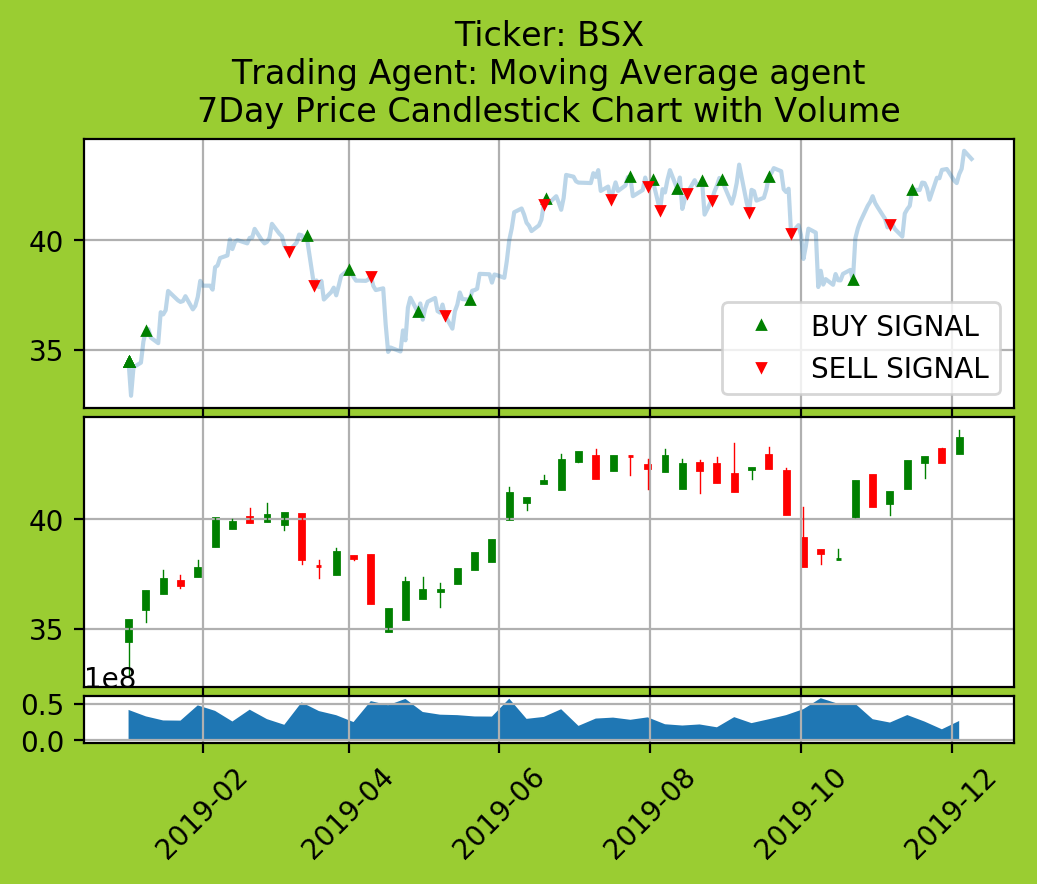 Ticker: BSX
Trading Agent: Moving Average agent
7Day Price Candlestick Chart with Volume
40
35
BUY SIGNAL
SELL SIGNAL
40
35
1e8
0.5
0.0
2019-02
2019-04
2019-06
2019-08
2019-10
2019-12